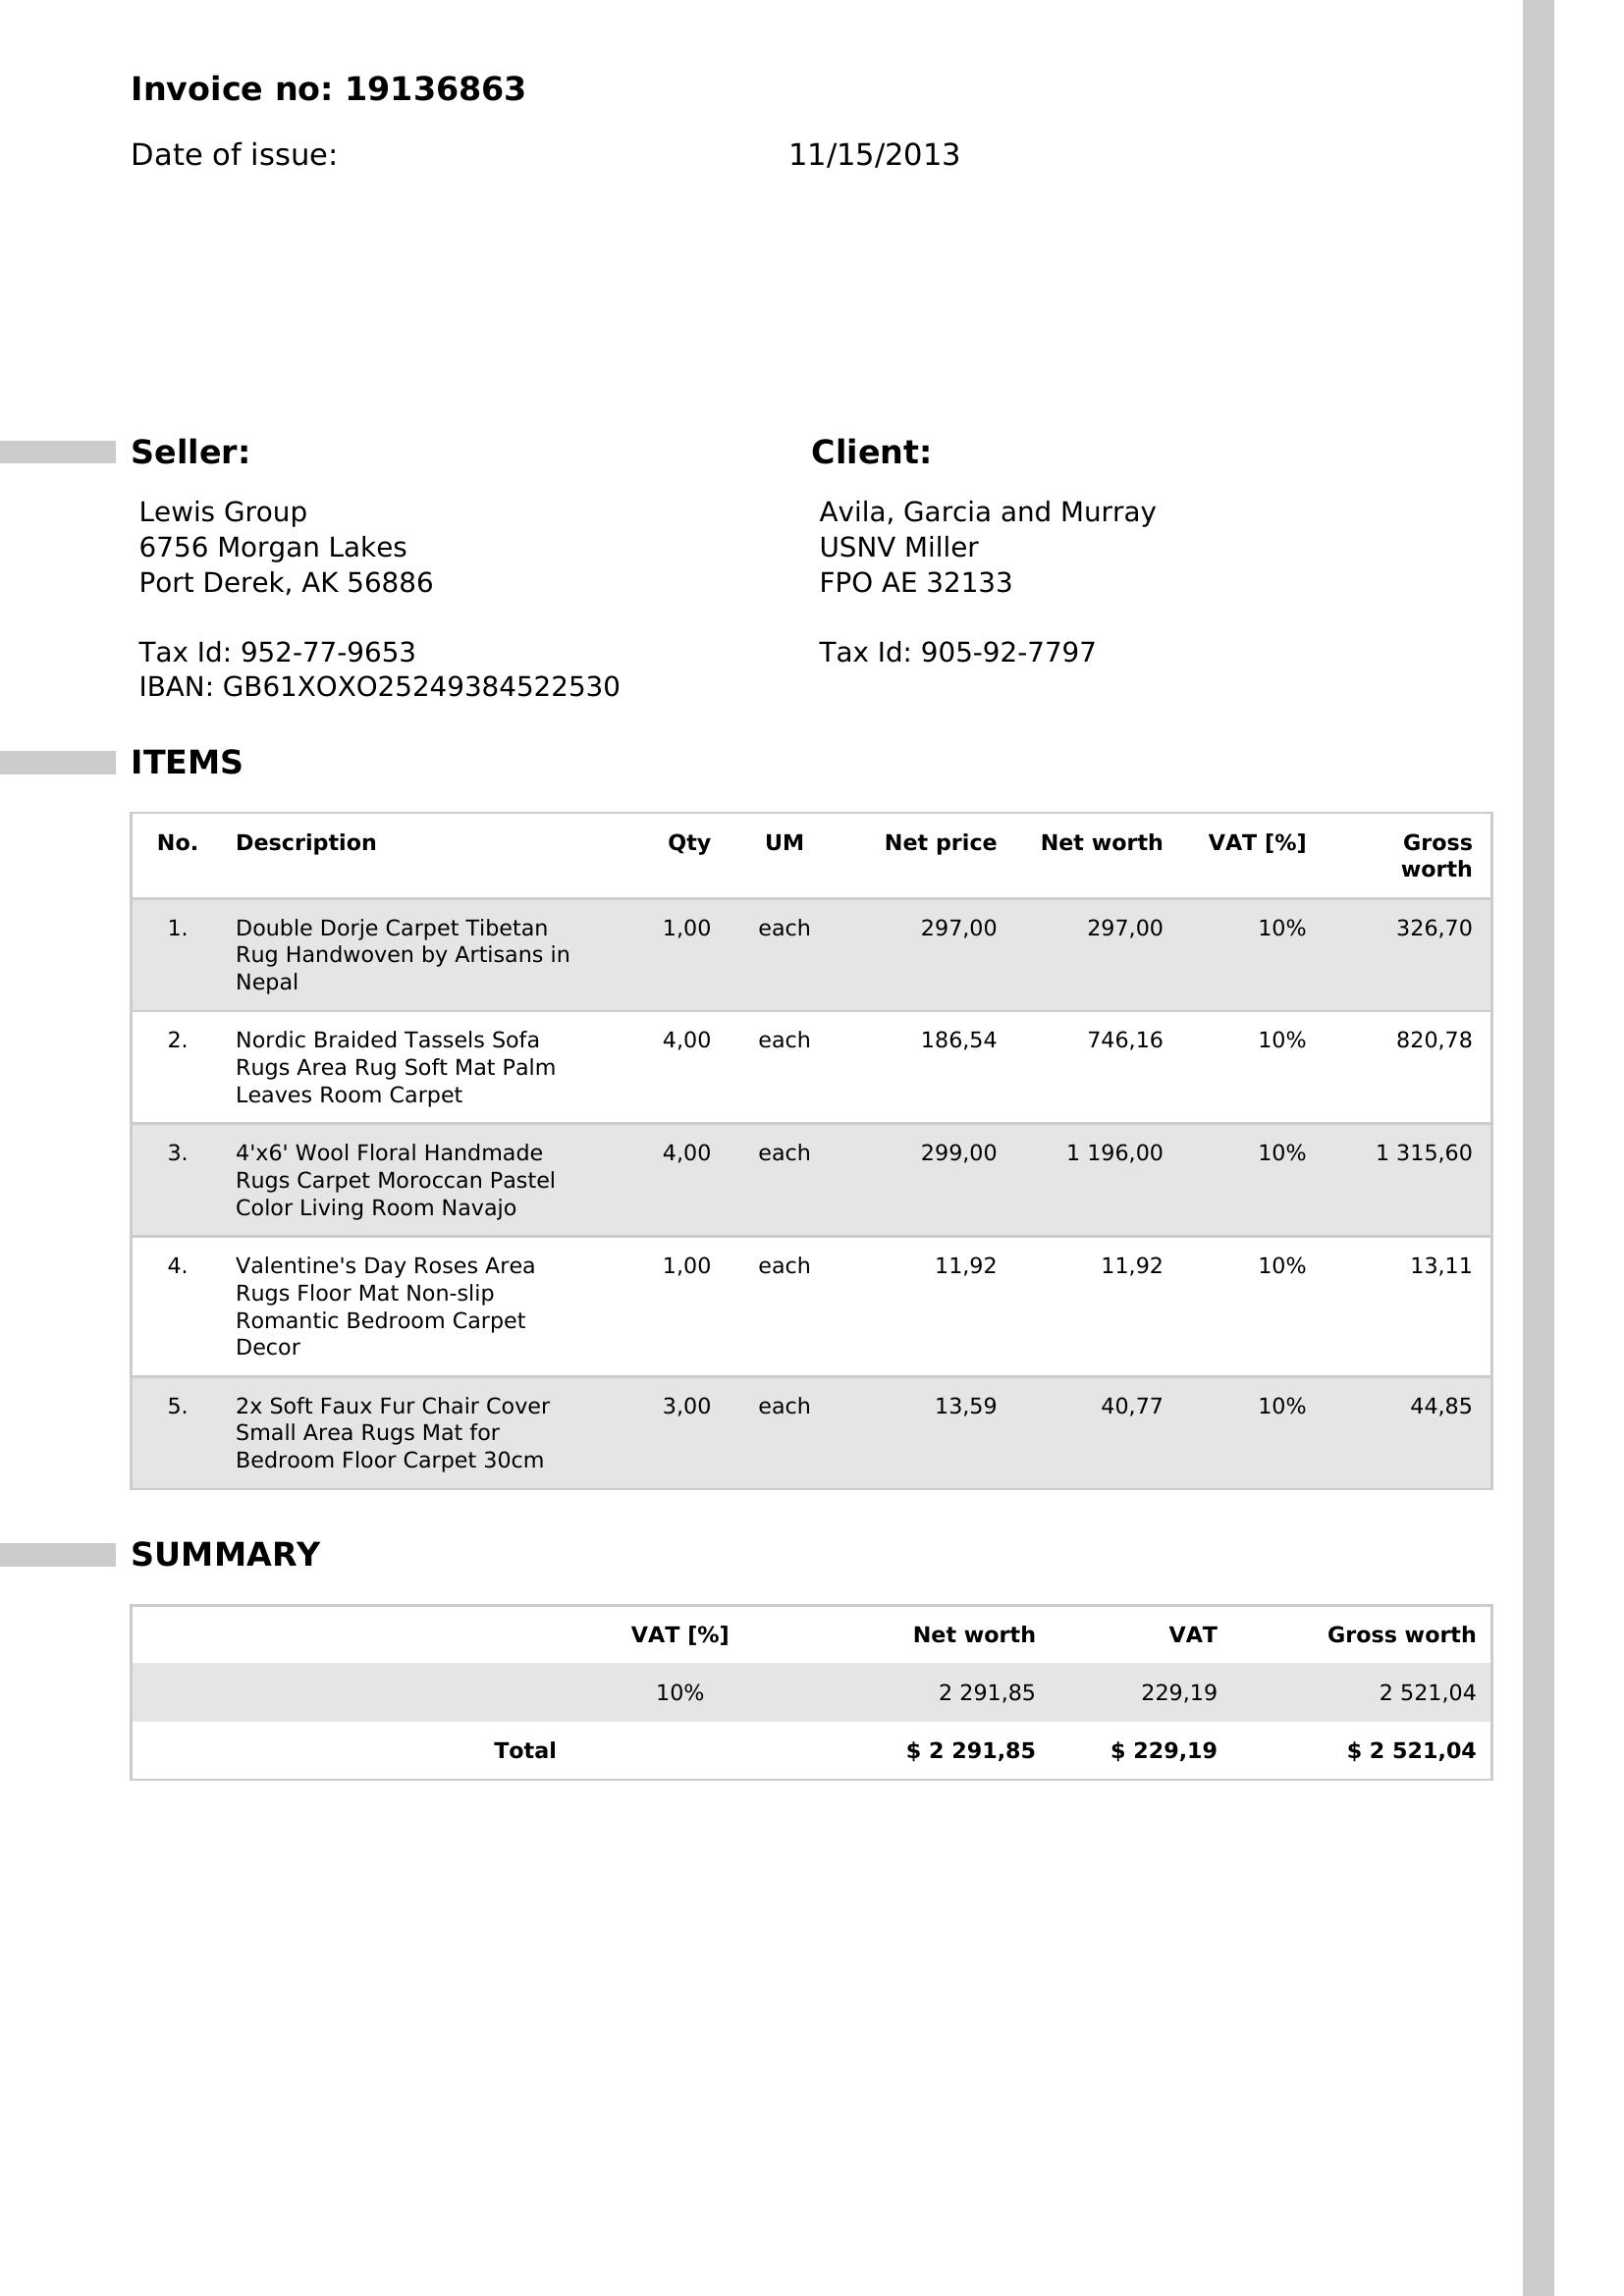 Invoice no: 19136863
Date of issue: 11/15/2013
Seller:
Lewis Group
6756 Morgan Lakes
Port Derek, AK 56886
Tax Id: 952-77-9653
IBAN: GB61XOXO25249384522530
Client:
Avila, Garcia and Murray
USNV Miller
FPO AE 32133
Tax Id: 905-92-7797
ITEMS
No. Description Qty UM Net price Net worth VAT [%] Gross
worth
1. Double Dorje Carpet Tibetan 1,00 each 297,00 297,00 10% 326,70
Rug Handwoven by Artisans in
Nepal
2. Nordic Braided Tassels Sofa 4,00 each 186,54 746,16 10% 820,78
Rugs Area Rug Soft Mat Palm
Leaves Room Carpet
3. 4'x6' Wool Floral Handmade 4,00 each 299,00 1 196,00 10% 1 315,60
Rugs Carpet Moroccan Pastel
Color Living Room Navajo
4. Valentine's Day Roses Area 1,00 each 11,92 11,92 10% 13,11
Rugs Floor Mat Non-slip
Romantic Bedroom Carpet
Decor
5. 2x Soft Faux Fur Chair Cover 3,00 each 13,59 40,77 10% 44,85
Small Area Rugs Mat for
Bedroom Floor Carpet 30cm
SUMMARY
VAT [%] Net worth VAT Gross worth
10% 2 291,85 229,19 2 521,04
Total $ 2 291,85 $ 229,19 $ 2 521,04